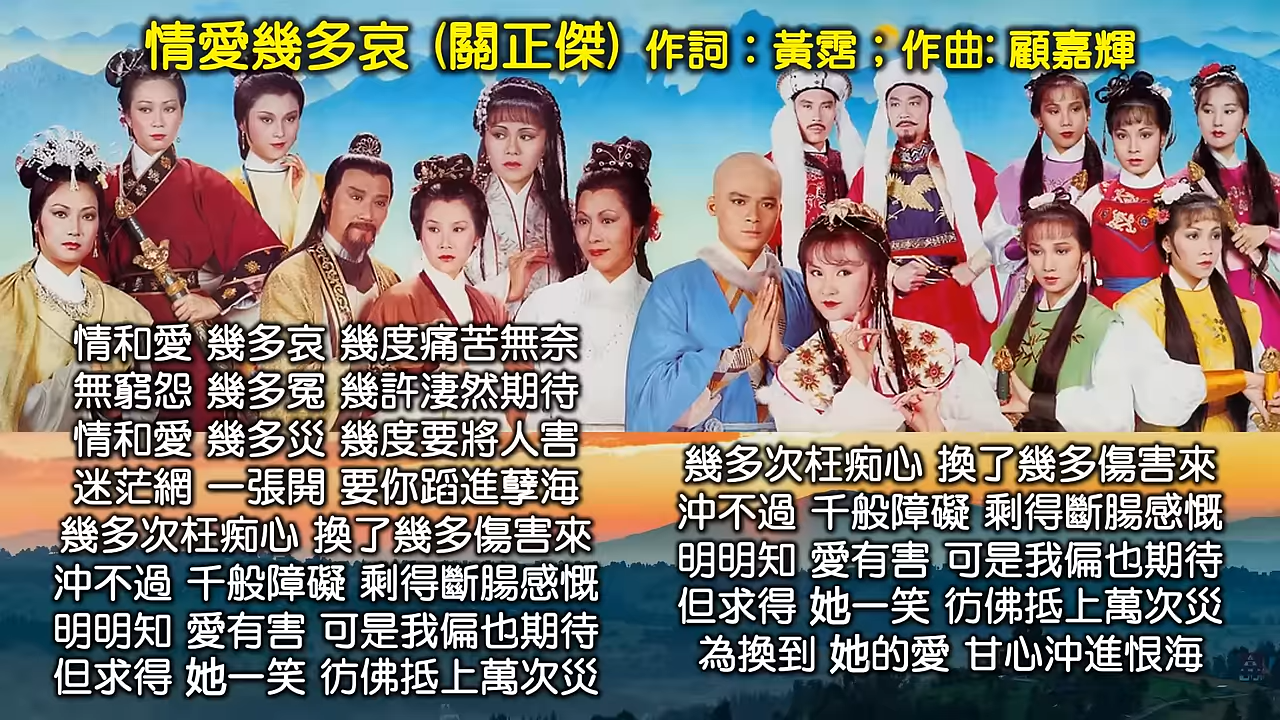 情愛幾多哀 (關正傑) 作詞：黃霑；作曲: 顧嘉輝
情和愛 幾多哀 幾度痛苦無奈
無窮怨 幾多冤 幾許淒然期待
情和愛 幾多災 幾度要將人害
迷茫網 一張開 要你蹈進孽海
幾多次枉痴心 換了幾多傷害來
沖不過 千般障礙 剩得斷腸感慨
明明知 愛有害 可是我偏也期待
但求得 她一笑 彷佛抵上萬次災
幾多次枉痴心 換了幾多傷害來
沖不過 千般障礙 剩得斷腸感慨
明明知 愛有害 可是我偏也期待
但求得 她一笑 彷佛抵上萬次災
為換到 她的愛 甘心沖進恨海